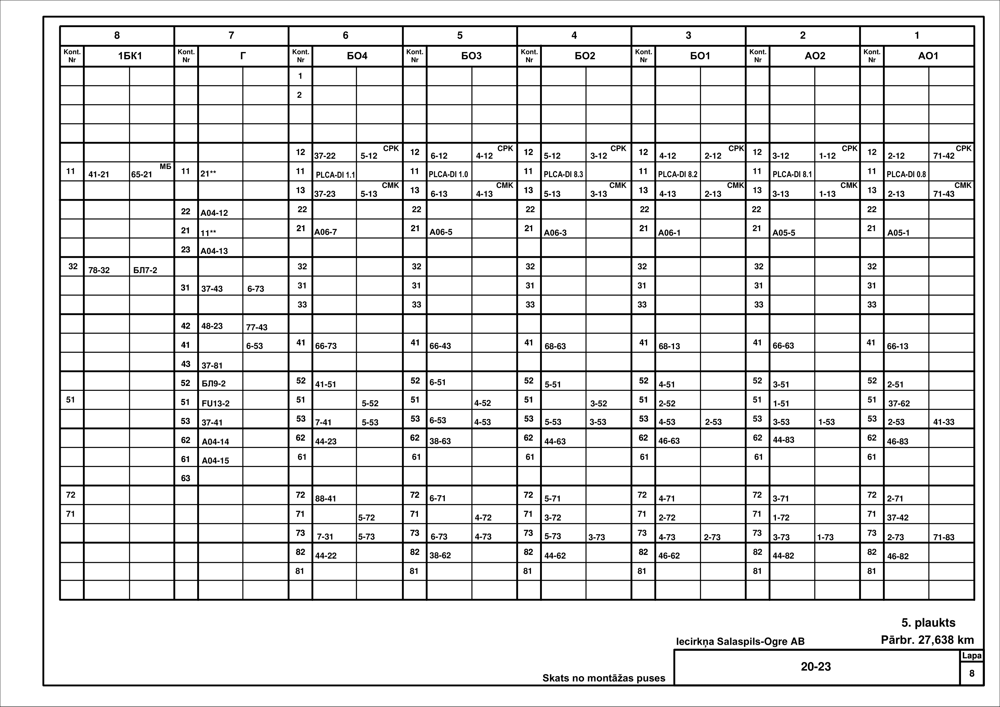 8 7 6 5 4 3 2 1
Kont. Nr 1БК1 Kont. Nr Г Kont. Nr БО4 Kont. Nr БО3 Kont. Nr БО2 Kont. Nr БО1 Kont. Nr АО2 Kont. Nr АО1
1
2
12 37-22 5-12 СРК 12 6-12 4-12 СРК 12 5-12 3-12 СРК 12 4-12 2-12 СРК 12 3-12 1-12 СРК 12 2-12 71-42 СРК
11 41-21 65-21 МБ 11 21** 11 PLCA-DI 1.1 11 PLCA-DI 1.0 11 PLCA-DI 8.3 11 PLCA-DI 8.2 11 PLCA-DI 8.1 11 PLCA-DI 0.8
13 37-23 5-13 СМК 13 6-13 4-13 СМК 13 5-13 3-13 СМК 13 4-13 2-13 СМК 13 3-13 1-13 СМК 13 2-13 71-43 СМК
22 А04-12 22 22 22 22 22 22
21 11** 21 А06-7 21 А06-5 21 А06-3 21 А06-1 21 А05-5 21 А05-1
23 А04-13
32 78-32 БЛ7-2 32 32 32 32 32 32
31 37-43 6-73 31 31 31 31 31 31
33 33 33 33 33 33
42 48-23 77-43
41 6-53 41 66-73 41 66-43 41 68-63 41 68-13 41 66-63 41 66-13
43 37-81
52 БЛ9-2 52 41-51 52 6-51 52 5-51 52 4-51 52 3-51 52 2-51
51 51 FU13-2 51 5-52 51 4-52 51 3-52 51 2-52 51 1-51 51 37-62
53 37-41 53 7-41 5-53 53 6-53 4-53 53 5-53 3-53 53 4-53 2-53 53 3-53 1-53 53 2-53 41-33
62 А04-14 62 44-23 62 38-63 62 44-63 62 46-63 62 44-83 62 46-83
61 А04-15 61 61 61 61 61 61
63
72 72 88-41 72 6-71 72 5-71 72 4-71 72 3-71 72 2-71
71 71 5-72 71 4-72 71 3-72 71 2-72 71 1-72 71 37-42
73 7-31 5-73 73 6-73 4-73 73 5-73 3-73 73 4-73 2-73 73 3-73 1-73 73 2-73 71-83
82 44-22 82 38-62 82 44-62 82 46-62 82 44-82 82 46-82
81 81 81 81 81 81
5. plaukts
Iecirkņa Salaspils-Ogre AB Pārbr. 27,638 km
Lapa
20-23
8
Skats no montāžas puses